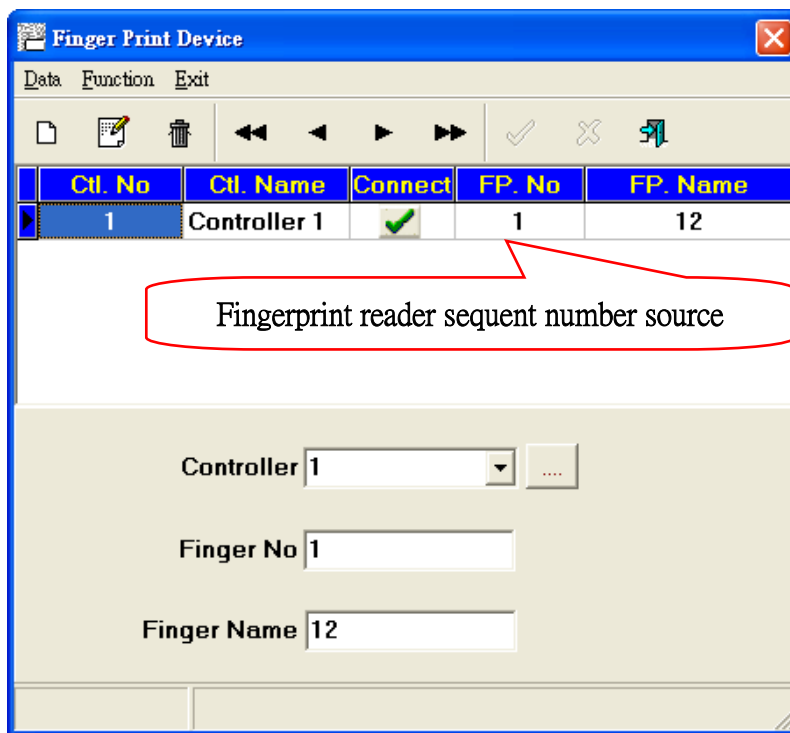 Finger Print Device
Data Function Exit
Ctl. No Ctl. Name Connect FP. No FP. Name
1 Controller 1 1 12
Fingerprint reader sequent number source
Controller 1 ....
Finger No 1
Finger Name 12